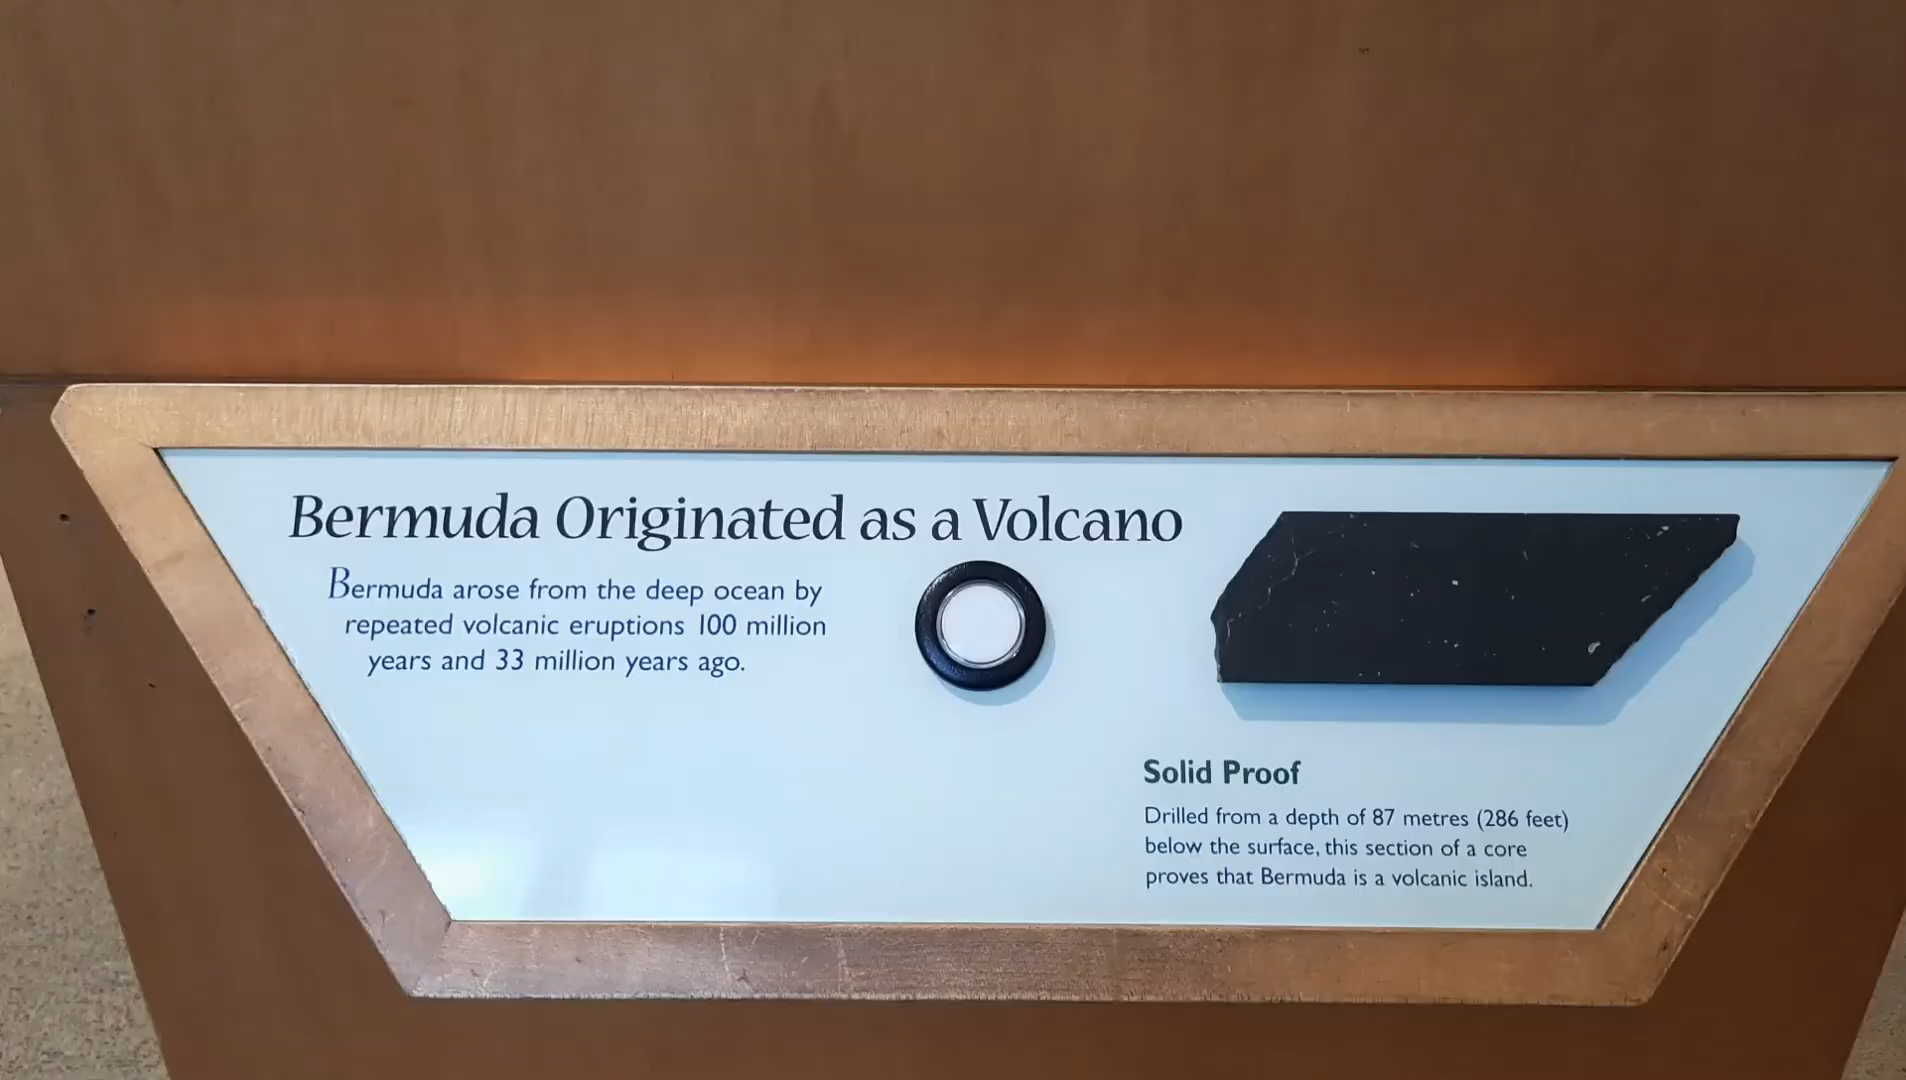 Bermuda Originated as a Volcano
Bermuda arose from the deep ocean by
repeated volcanic eruptions 100 million
years and 33 million years ago.
Solid Proof
Drilled from a depth of 87 metres (286 feet)
below the surface, this section of a core
proves that Bermuda is a volcanic island.